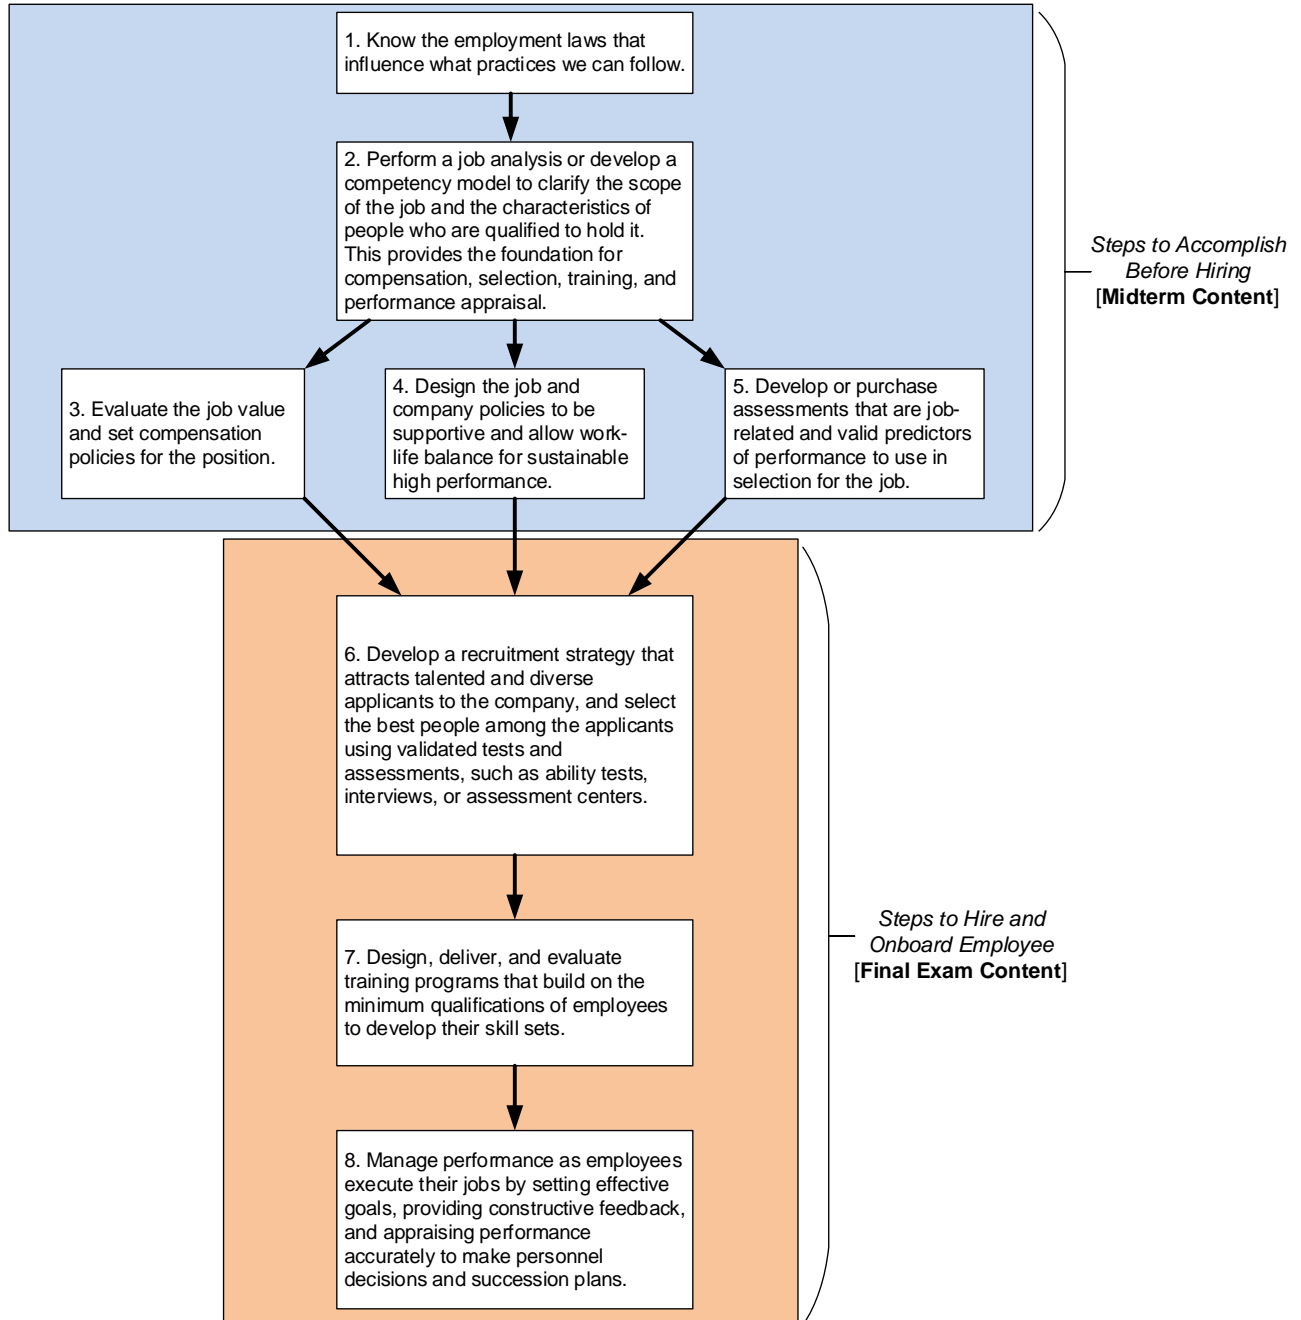 1. Know the employment laws that
influence what practices we can follow.
2. Perform a job analysis or develop a
competency model to clarify the scope
of the job and the characteristics of
people who are qualified to hold it.
This provides the foundation for
compensation, selection, training, and
performance appraisal.
Steps to Accomplish
Before Hiring
[Midterm Content]
3. Evaluate the job value
and set compensation
policies for the position.
4. Design the job and
company policies to be
supportive and allow work-
life balance for sustainable
high performance.
5. Develop or purchase
assessments that are job-
related and valid predictors
of performance to use in
selection for the job.
6. Develop a recruitment strategy that
attracts talented and diverse
applicants to the company, and select
the best people among the applicants
using validated tests and
assessments, such as ability tests,
interviews, or assessment centers.
7. Design, deliver, and evaluate
training programs that build on the
minimum qualifications of employees
to develop their skill sets.
Steps to Hire and
Onboard Employee
[Final Exam Content]
8. Manage performance as employees
execute their jobs by setting effective
goals, providing constructive feedback,
and appraising performance
accurately to make personnel
decisions and succession plans.